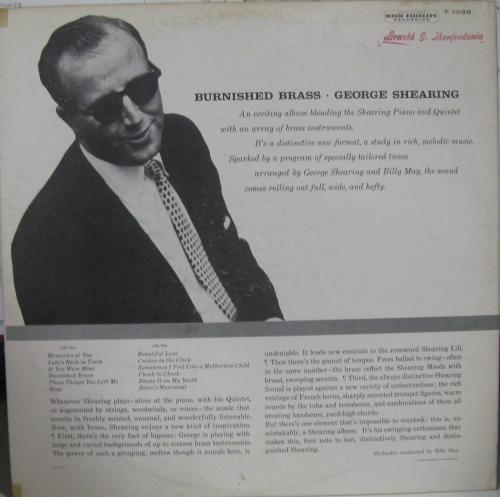 HIGH FIDELITY
RECORDING
T 1038
Arnold G. Manfredonia
BURNISHED BRASS · GEORGE SHEARING
An exciting album blending the Shearing Piano and Quintet
with an array of brass instruments.
It's a distinctive new format, a study in rich, melodic music.
Sparked by a program of specially tailored tunes
arranged by George Shearing and Billy May, the sound
comes rolling out full, wide, and hefty.
side one
Memories of You
Lulu's Back in Town
If You Were Mine
Burnished Brass
These Things You Left Me
Mine
side two
Beautiful Love
Cuckoo in the Clock
Sometimes I Feel Like a Motherless Child
Cheek to Cheek
Blame It on My Youth
Basie's Masement
Whenever Shearing plays—alone at the piano, with his Quintet,
or augmented by strings, woodwinds, or voices—the music that
results is freshly minted, unusual, and wonderfully listenable.
Now, with brass, Shearing enjoys a new kind of inspiration.
¶ First, there's the very fact of bigness: George is playing with
large and varied backgrounds of up to sixteen brass instruments.
The power of such a grouping, mellow though it sounds here, is
undeniable. It lends new contrast to the renowned Shearing Lilt.
¶ Then there's the gamut of tempos. From ballad to swing—often
in the same number—the brass reflect the Shearing Moods with
broad, sweeping accents. ¶ Third, the always distinctive Shearing
Sound is played against a new variety of orchestrations: the rich
voicings of French horns, sharply accented trumpet figures, warm
sounds by the tuba and trombones, and combinations of them all
creating handsome, yard-high chords.
But there's one element that's impossible to overlook: this is, un-
mistakably, a Shearing album. It's his swinging enthusiasm that
makes this, first note to last, distinctively Shearing and distin-
guished Shearing.
Orchestra conducted by Billy May.